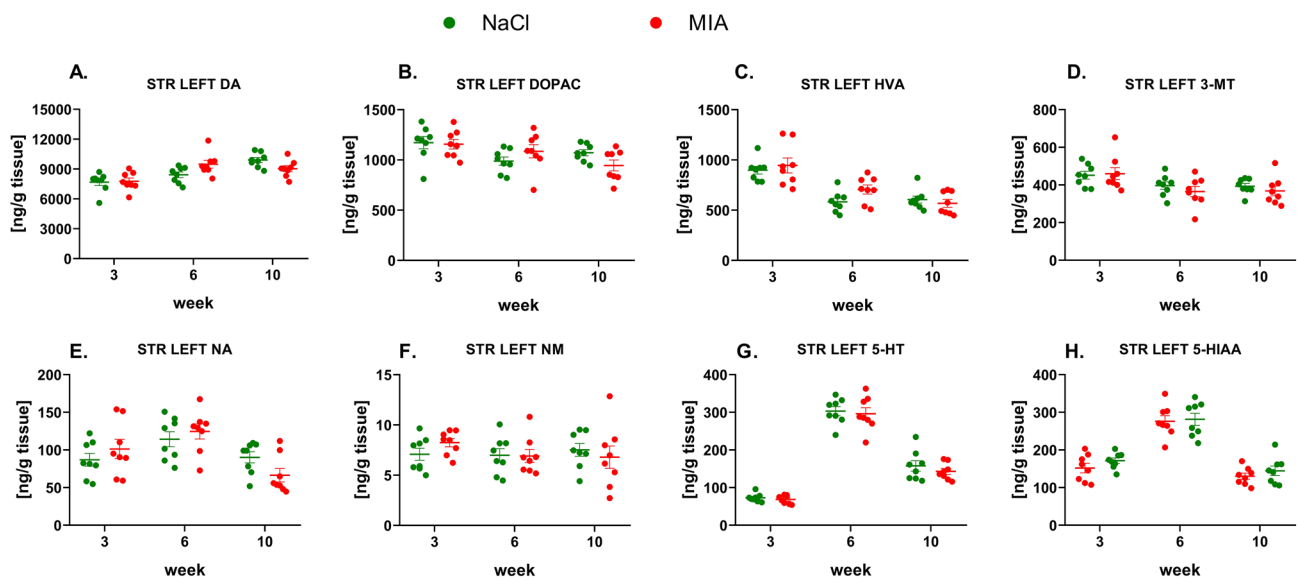 NaCl MIA
A. STR LEFT DA
[ng/g tissue]
15000
12000
9000
6000
3000
0
3 6 10
week
B. STR LEFT DOPAC
[ng/g tissue]
1500
1000
500
0
3 6 10
week
C. STR LEFT HVA
[ng/g tissue]
1500
1000
500
0
3 6 10
week
D. STR LEFT 3-MT
[ng/g tissue]
800
600
400
200
0
3 6 10
week
E. STR LEFT NA
[ng/g tissue]
200
150
100
50
0
3 6 10
week
F. STR LEFT NM
[ng/g tissue]
15
10
5
0
3 6 10
week
G. STR LEFT 5-HT
[ng/g tissue]
400
300
200
100
0
3 6 10
week
H. STR LEFT 5-HIAA
[ng/g tissue]
400
300
200
100
0
3 6 10
week